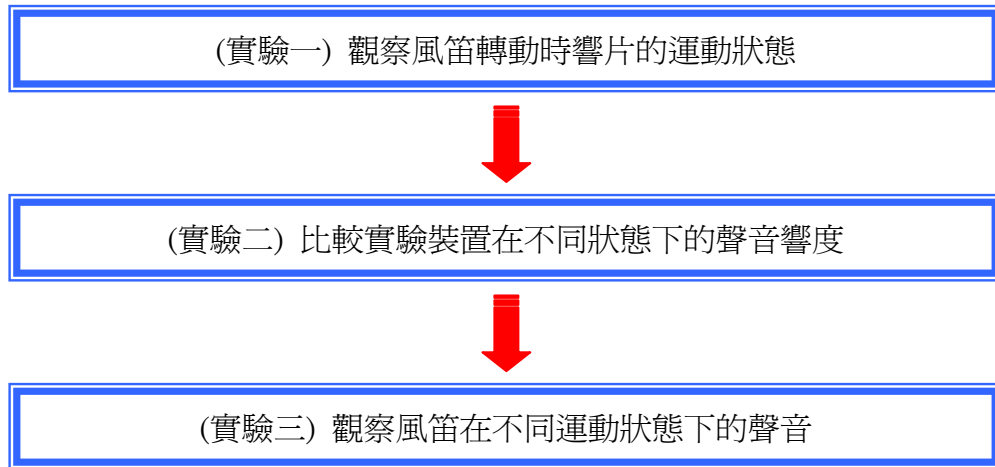 (實驗一) 觀察風笛轉動時響片的運動狀態
(實驗二) 比較實驗裝置在不同狀態下的聲音響度
(實驗三) 觀察風笛在不同運動狀態下的聲音